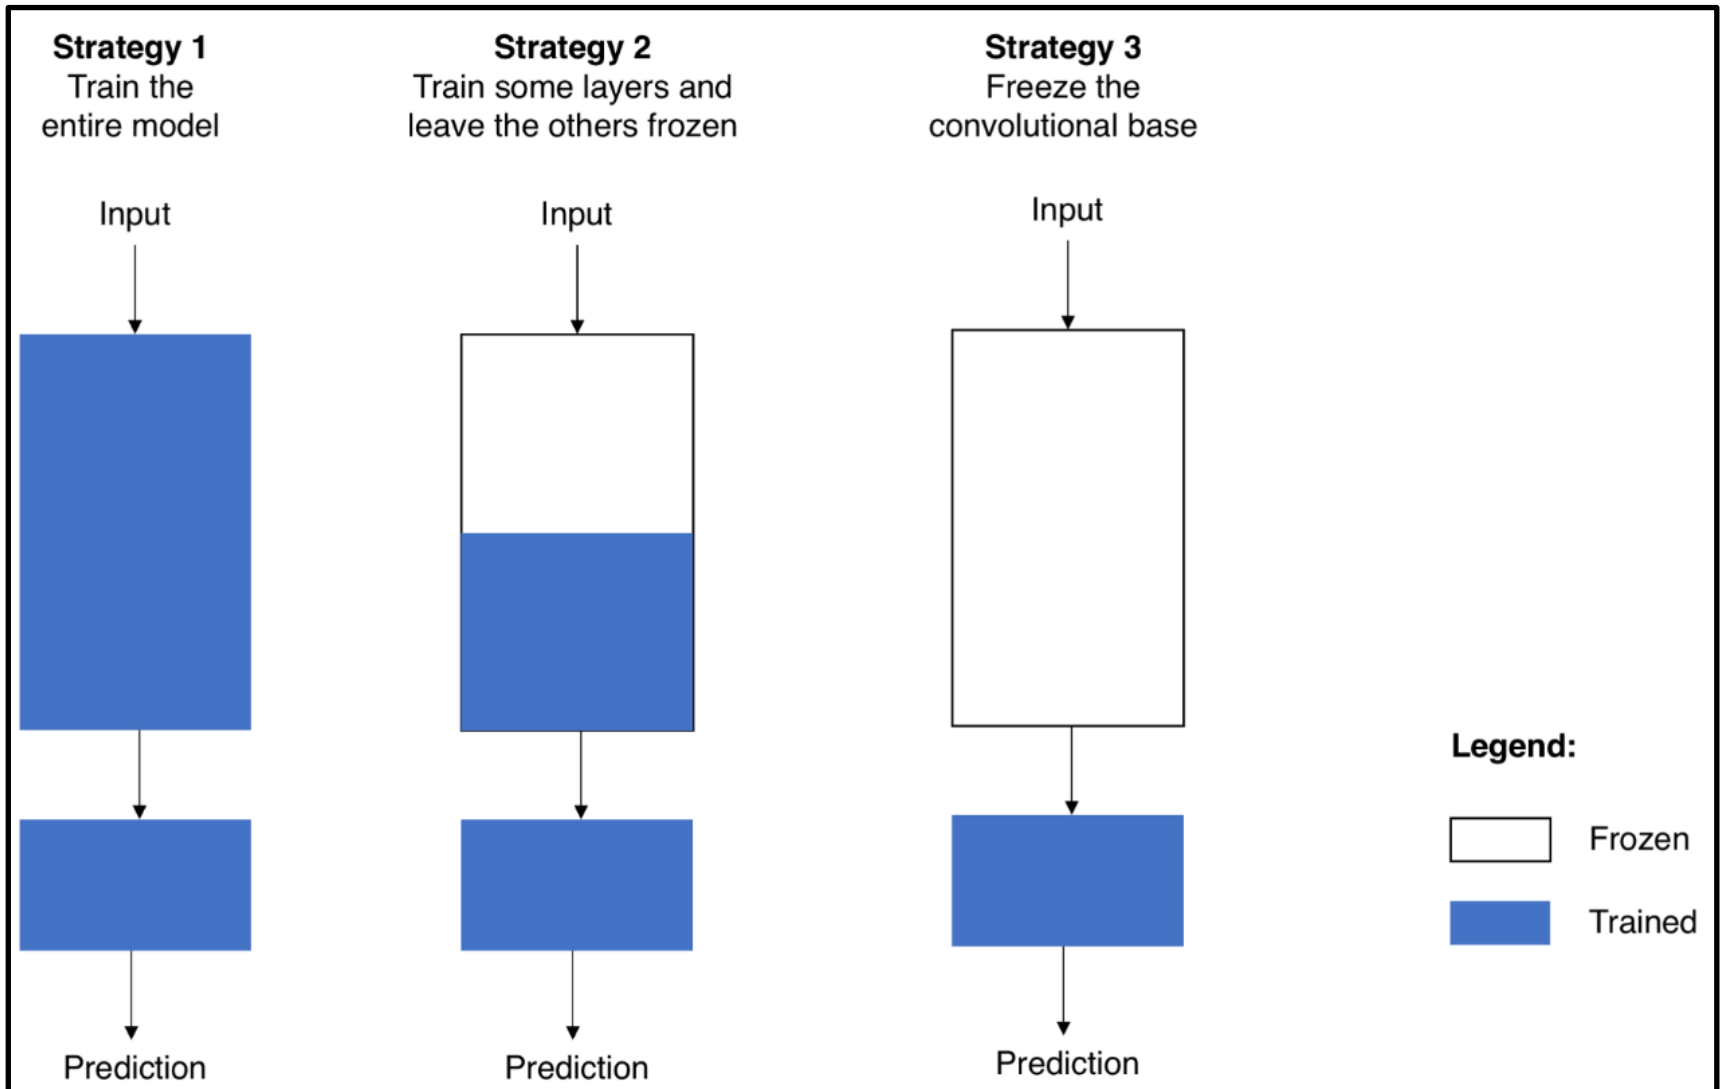 Strategy 1
Train the
entire model
Strategy 2
Train some layers and
leave the others frozen
Strategy 3
Freeze the
convolutional base
Input
Input
Input
Legend:
Frozen
Trained
Prediction
Prediction
Prediction